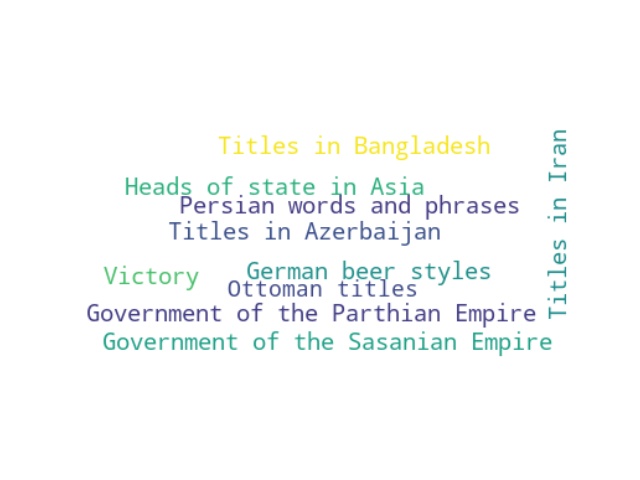 Titles in Bangladesh
Titles in Iran
Heads of state in Asia
Persian words and phrases
Titles in Azerbaijan
German beer styles
Victory
Ottoman titles
Government of the Parthian Empire
Government of the Sasanian Empire